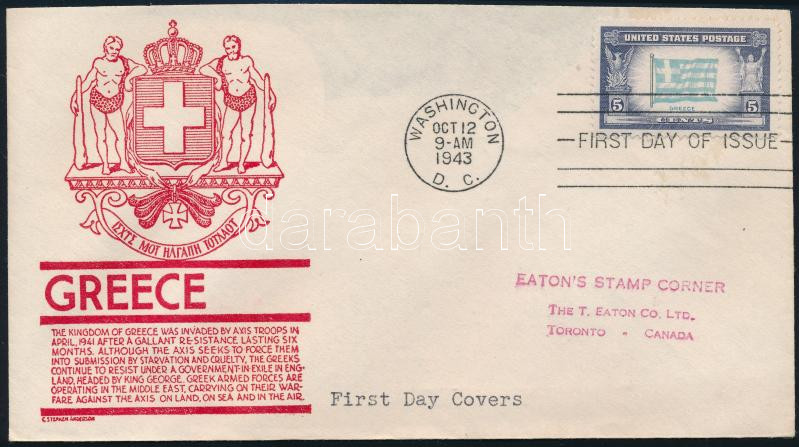 UNITED STATES POSTAGE
GREECE
5 5
CENTS
WASHINGTON
OCT 12
9-AM
1943
D. C.
FIRST DAY OF ISSUE
ΙΣΧΤΣ ΜΟΤ ΗΑΓΑΠΗ ΤΟΤΛΑΟΤ
GREECE
THE KINGDOM OF GREECE WAS INVADED BY AXIS TROOPS IN
APRIL, 1941 AFTER A GALLANT RE-SISTANCE LASTING SIX
MONTHS. ALTHOUGH THE AXIS SEEKS TO FORCE THEM
INTO SUBMISSION BY STARVATION AND CRUELTY, THE GREEKS
CONTINUE TO RESIST UNDER A GOVERNMENT-IN-EXILE IN ENG-
LAND, HEADED BY KING GEORGE. GREEK ARMED FORCES ARE
OPERATING IN THE MIDDLE EAST, CARRYING ON THEIR WAR-
FARE AGAINST THE AXIS ON LAND, ON SEA AND IN THE AIR.
C. STEPHEN ANDERSON
EATON'S STAMP CORNER
THE T. EATON CO. LTD.
TORONTO - CANADA
First Day Covers
darabanth